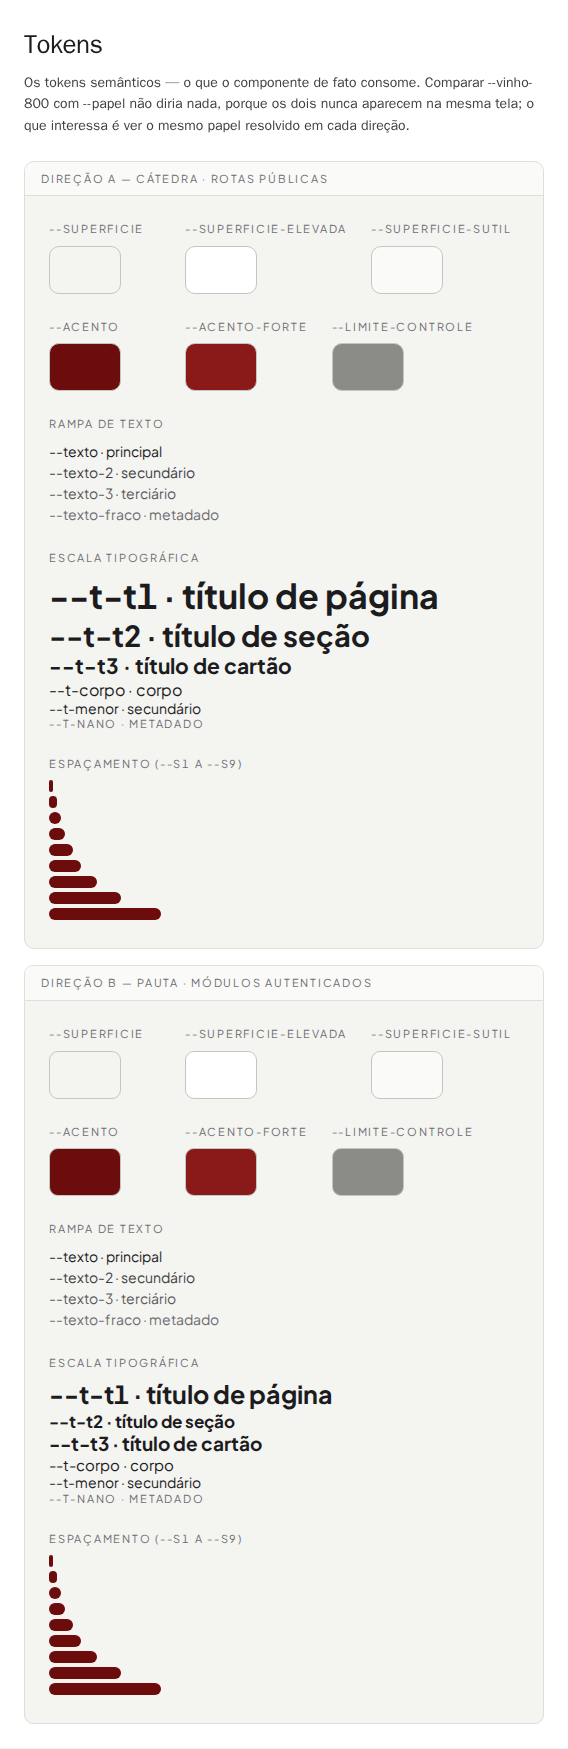 Tokens
Os tokens semânticos — o que o componente de fato consome. Comparar --vinho-
800 com --papel não diria nada, porque os dois nunca aparecem na mesma tela; o
que interessa é ver o mesmo papel resolvido em cada direção.
DIREÇÃO A — CÁTEDRA · ROTAS PÚBLICAS
--SUPERFICIE --SUPERFICIE-ELEVADA --SUPERFICIE-SUTIL
--ACENTO --ACENTO-FORTE --LIMITE-CONTROLE
RAMPA DE TEXTO
--texto · principal
--texto-2 · secundário
--texto-3 · terciário
--texto-fraco · metadado
ESCALA TIPOGRÁFICA
--t-t1 · título de página
--t-t2 · título de seção
--t-t3 · título de cartão
--t-corpo · corpo
--t-menor · secundário
--T-NANO · METADADO
ESPAÇAMENTO (--S1 A --S9)
DIREÇÃO B — PAUTA · MÓDULOS AUTENTICADOS
--SUPERFICIE --SUPERFICIE-ELEVADA --SUPERFICIE-SUTIL
--ACENTO --ACENTO-FORTE --LIMITE-CONTROLE
RAMPA DE TEXTO
--texto · principal
--texto-2 · secundário
--texto-3 · terciário
--texto-fraco · metadado
ESCALA TIPOGRÁFICA
--t-t1 · título de página
--t-t2 · título de seção
--t-t3 · título de cartão
--t-corpo · corpo
--t-menor · secundário
--T-NANO · METADADO
ESPAÇAMENTO (--S1 A --S9)